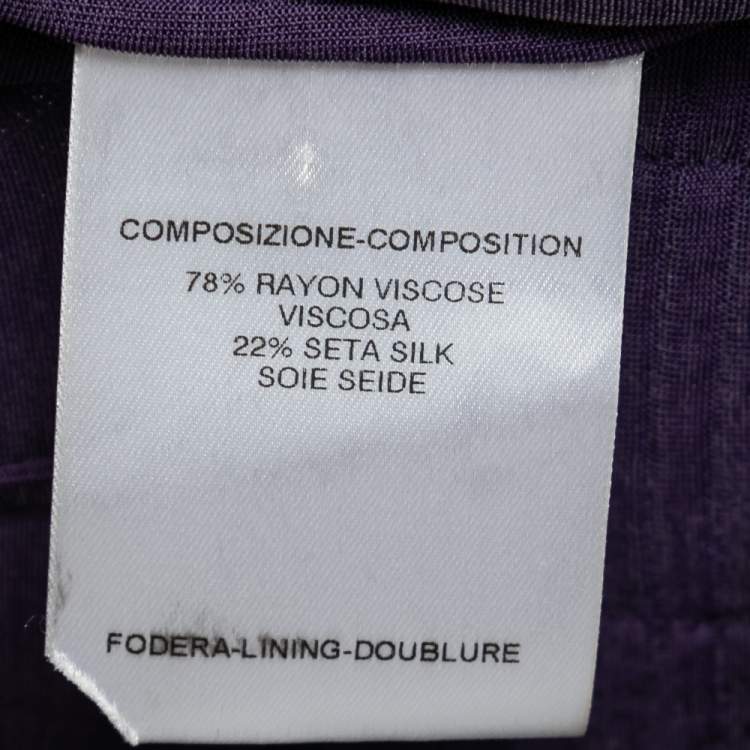 COMPOSIZIONE-COMPOSITION
78% RAYON VISCOSE
VISCOSA
22% SETA SILK
SOIE SEIDE
FODERA-LINING-DOUBLURE